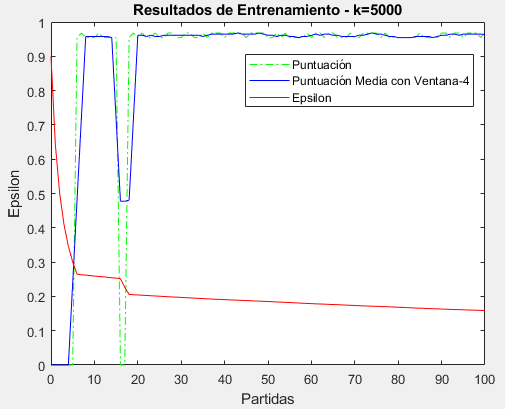 Resultados de Entrenamiento - k=5000
1
0.9
0.8
0.7
0.6
0.5
0.4
0.3
0.2
0.1
0
Epsilon
Puntuación
Puntuación Media con Ventana-4
Epsilon
0 10 20 30 40 50 60 70 80 90 100
Partidas